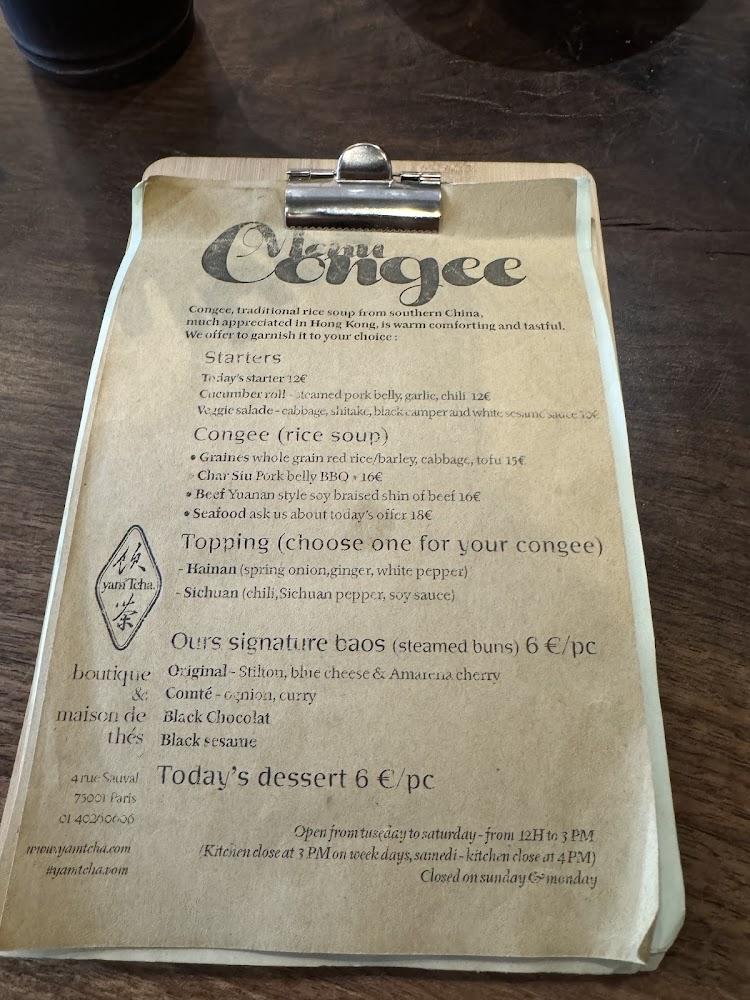 Menu
Congee
Congee, traditional rice soup from southern China,
much appreciated in Hong Kong, is warm comforting and tastful.
We offer to garnish it to your choice :
Starters
Today's starter 12€
Cucumber roll - steamed pork belly, garlic, chili 12€
Veggie salade - cabbage, shitake, black camper and white sesame sauce
Congee (rice soup)
• Graines whole grain red rice/barley, cabbage, tofu 15€
• Char Siu Pork belly BBQ • 16€
• Beef Yuanan style soy braised shin of beef 16€
• Seafood ask us about today's offer 18€
Topping (choose one for your congee)
- Hainan (spring onion,ginger, white pepper)
- Sichuan (chili,Sichuan pepper, soy sauce)
yam'Tcha.
茶
Ours signature baos (steamed buns) 6 €/pc
Original - Stilton, blue cheese & Amarena cherry
Comté - ognion, curry
Black Chocolat
Black sesame
boutique
&
maison de
thés
Today's dessert 6 €/pc
4 rue Sauval
75001 Paris
01 40260606
www.yamtcha.com
#yamtcha.vom
Open from tuseday to saturday - from 12H to 3 PM
(Kitchen close at 3 PM on week days, samedi - kitchen close at 4 PM)
Closed on sunday & monday